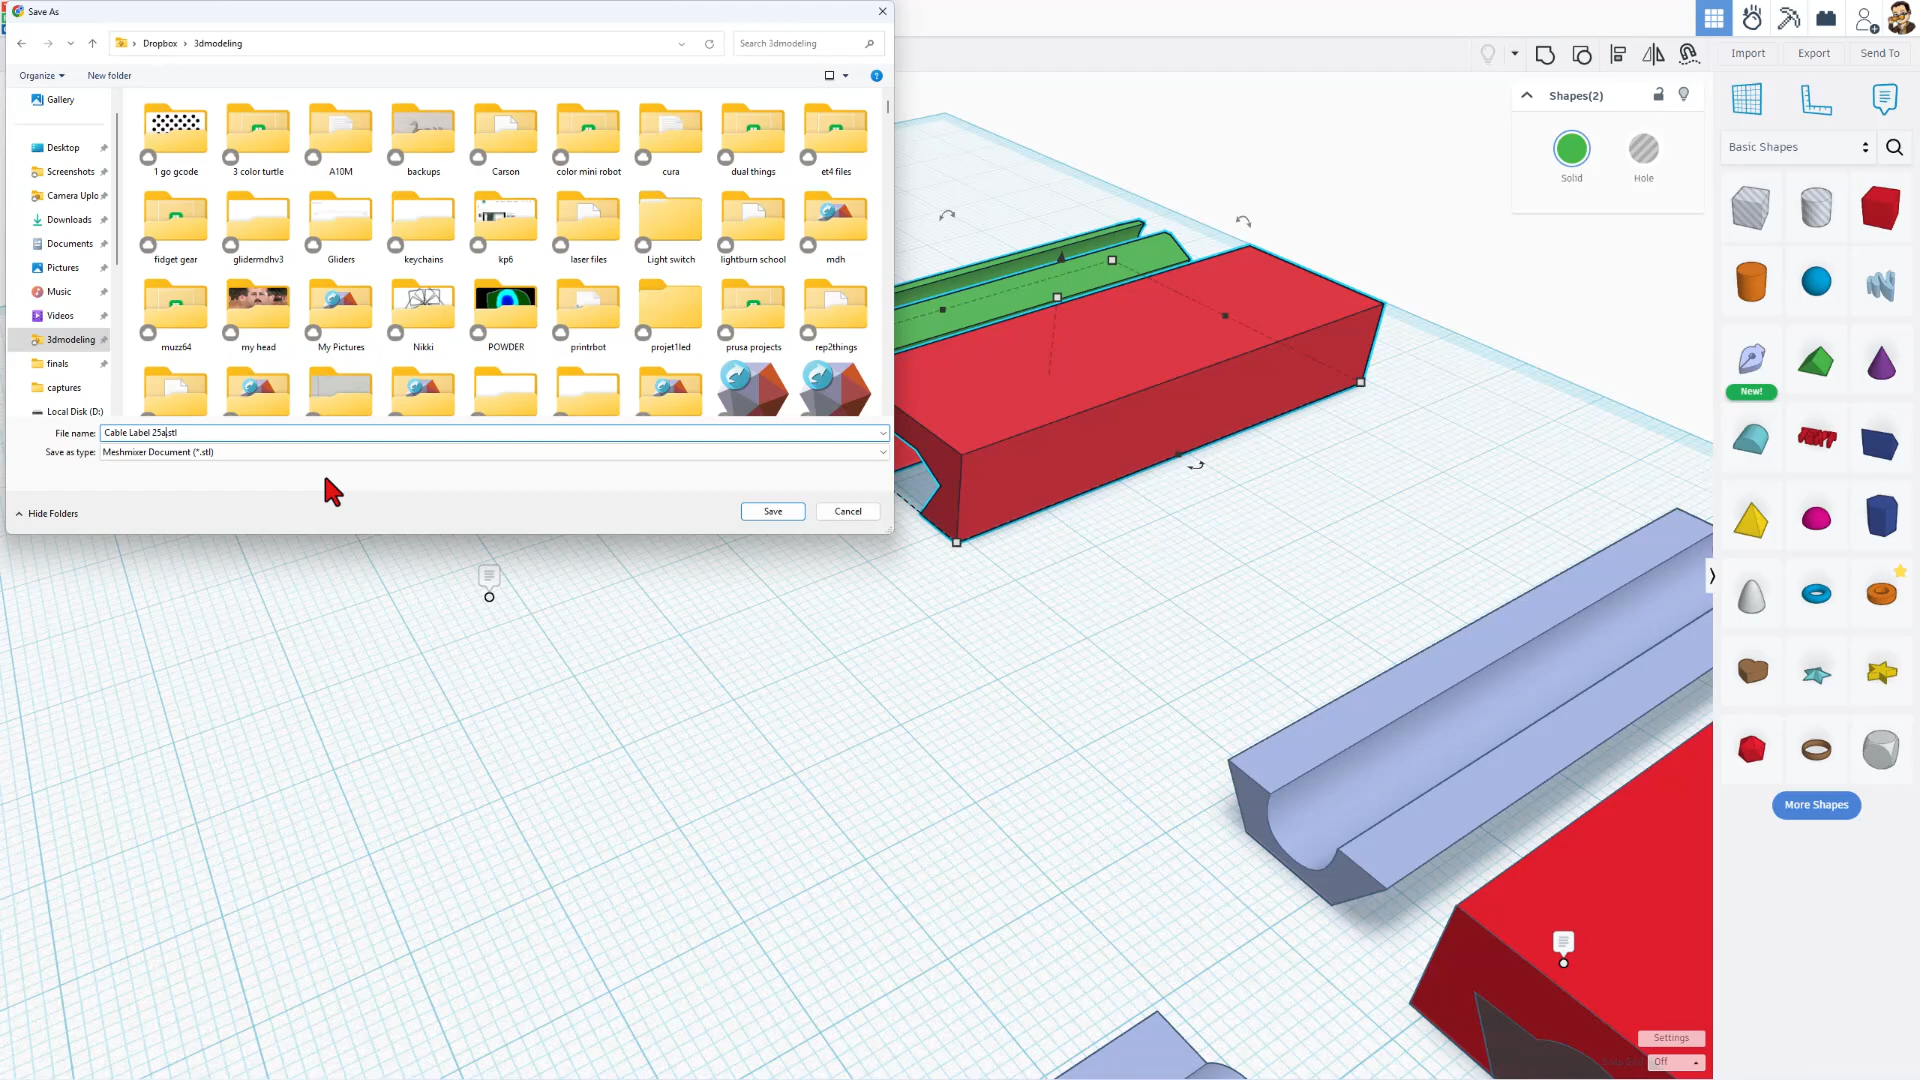 Save As
Dropbox
3dmodeling
Search 3dmodeling
Organize
New folder
Import
Export
Send To
Gallery
Desktop
Screenshots
Camera Uplo
Downloads
Documents
Pictures
Music
Videos
3dmodeling
finals
captures
Local Disk (D:)
1 go gcode
3 color turtle
A10M
backups
Carson
color mini robot
cura
dual things
et4 files
fidget gear
glidermdhv3
Gliders
keychains
kp6
laser files
Light switch
lightburn school
mdh
muzz64
my head
My Pictures
Nikki
POWDER
printrbot
projet1led
prusa projects
rep2things
File name:
Cable Label 25a.stl
Save as type:
Meshmixer Document (*.stl)
Hide Folders
Save
Cancel
Shapes(2)
Solid
Hole
Basic Shapes
New!
More Shapes
Settings
Off